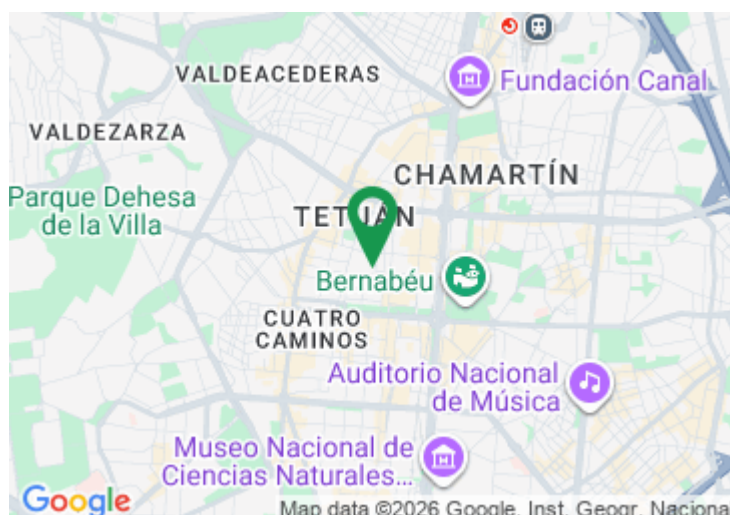 VALDEACEDERAS
Fundación Canal
VALDEZARZA
CHAMARTÍN
Parque Dehesa
de la Villa
TETUÁN
Bernabéu
CUATRO
CAMINOS
Auditorio Nacional
de Música
Museo Nacional de
Ciencias Naturales...
Google
Map data ©2026 Google, Inst. Geogr. Naciona